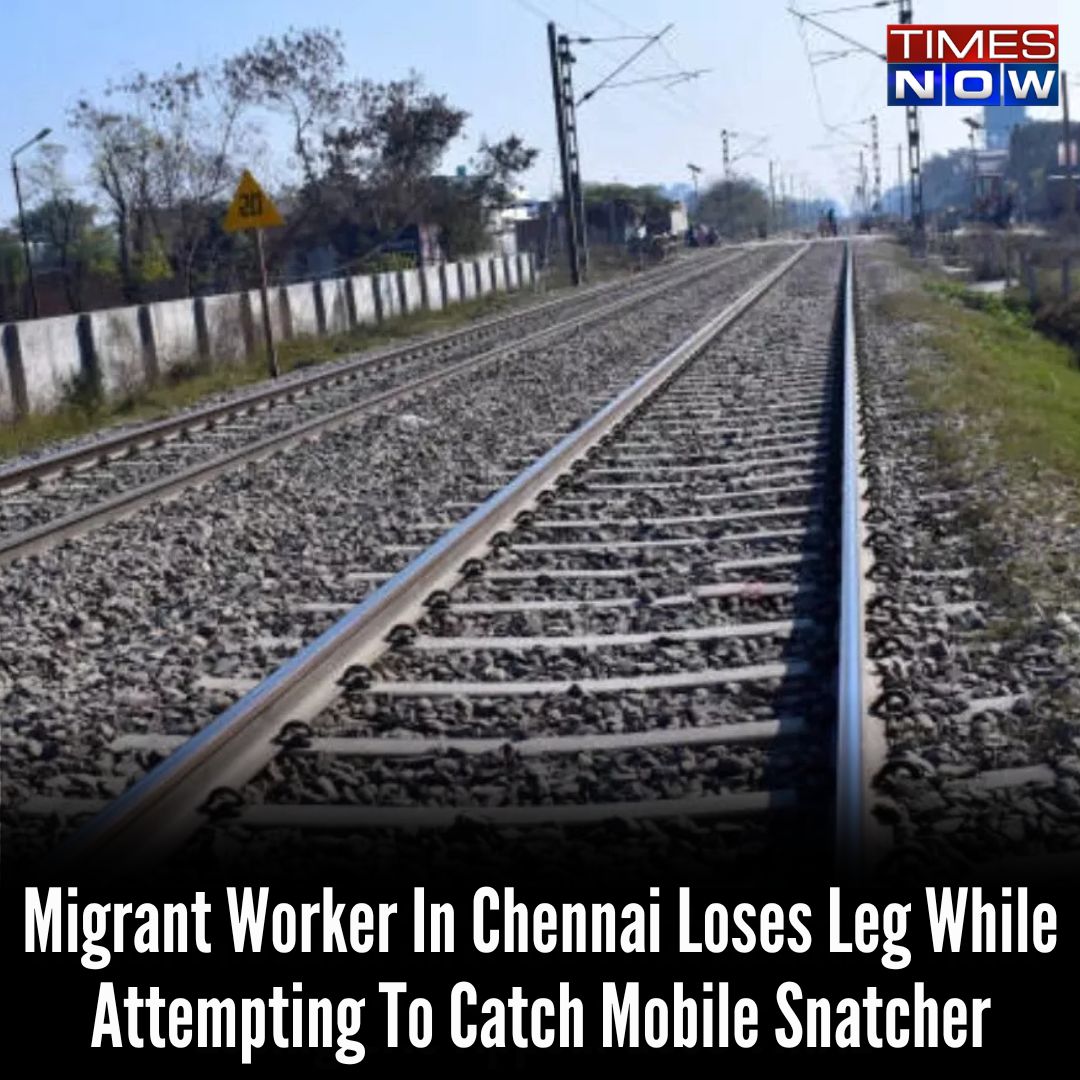 TIMES
NOW
20
Migrant Worker In Chennai Loses Leg While
Attempting To Catch Mobile Snatcher